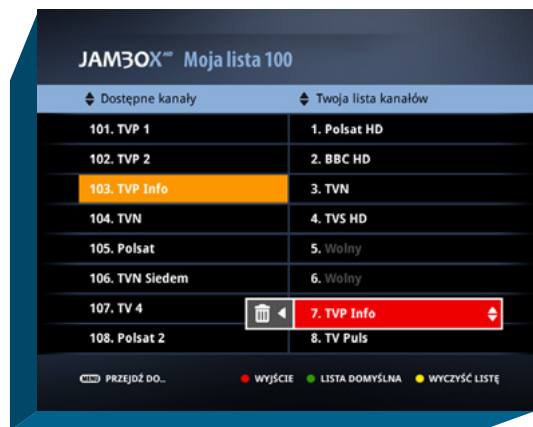 JAMBOX HD Moja lista 100
Dostępne kanały Twoja lista kanałów
101. TVP 1 1. Polsat HD
102. TVP 2 2. BBC HD
103. TVP Info 3. TVN
104. TVN 4. TVS HD
105. Polsat 5. Wolny
106. TVN Siedem 6. Wolny
107. TV 4 7. TVP Info
108. Polsat 2 8. TV Puls
MENU PRZEJDŹ DO.. WYJŚCIE LISTA DOMYŚLNA WYCZYŚĆ LISTĘ